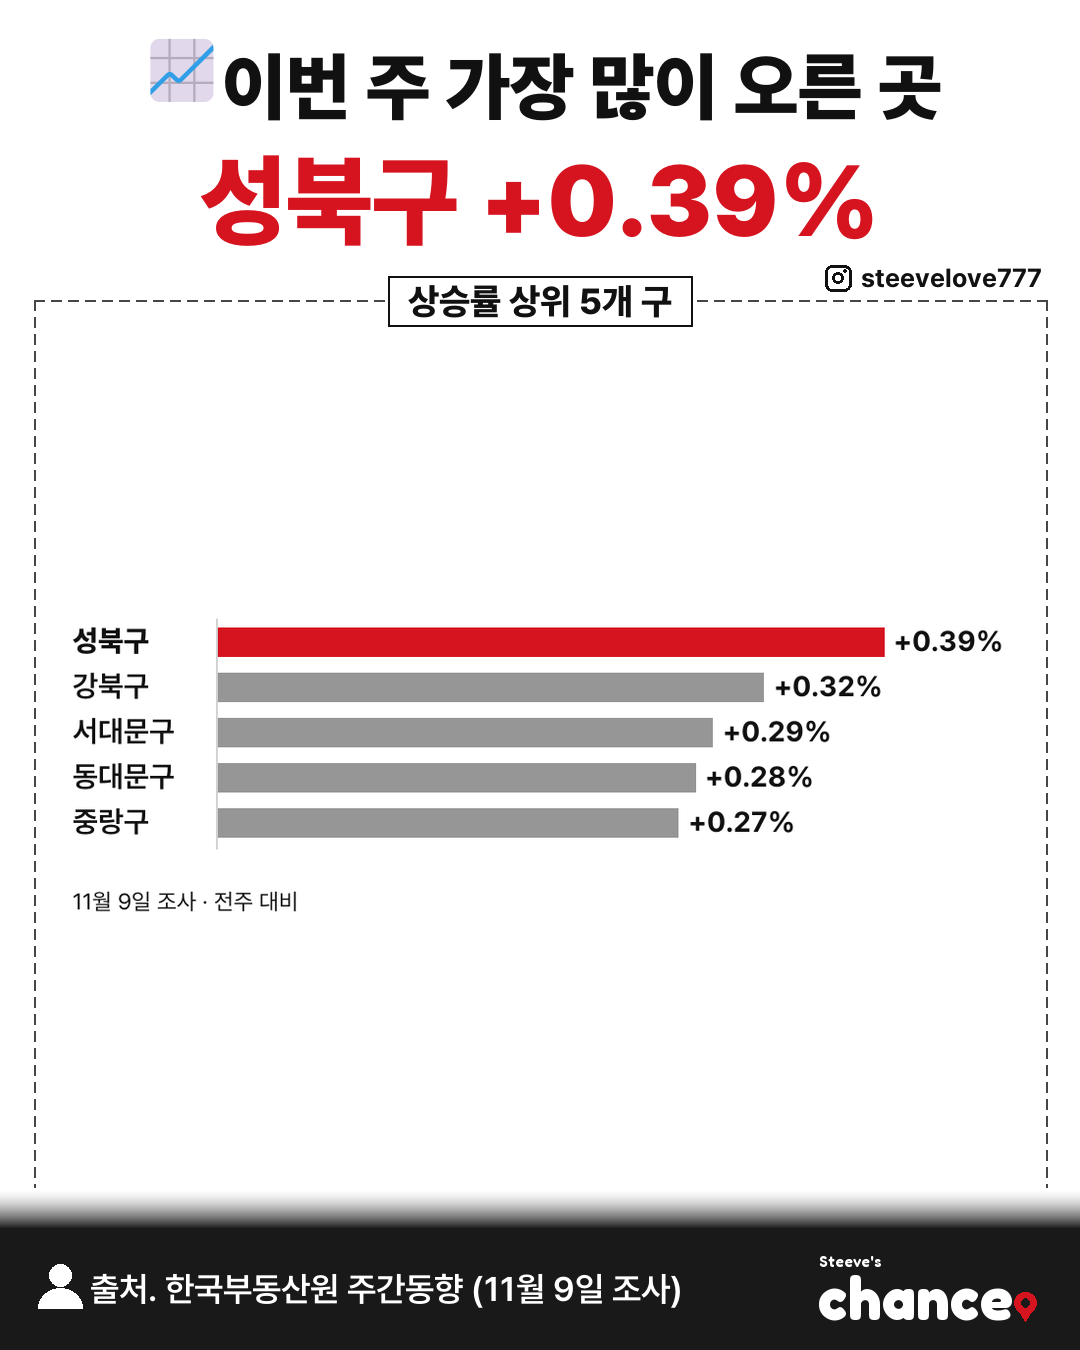 이번 주 가장 많이 오른 곳
성북구 +0.39%
steevelove777
상승률 상위 5개 구
성북구 +0.39%
강북구 +0.32%
서대문구 +0.29%
동대문구 +0.28%
중랑구 +0.27%
11월 9일 조사 · 전주 대비
출처. 한국부동산원 주간동향 (11월 9일 조사)
Steeve's
chance